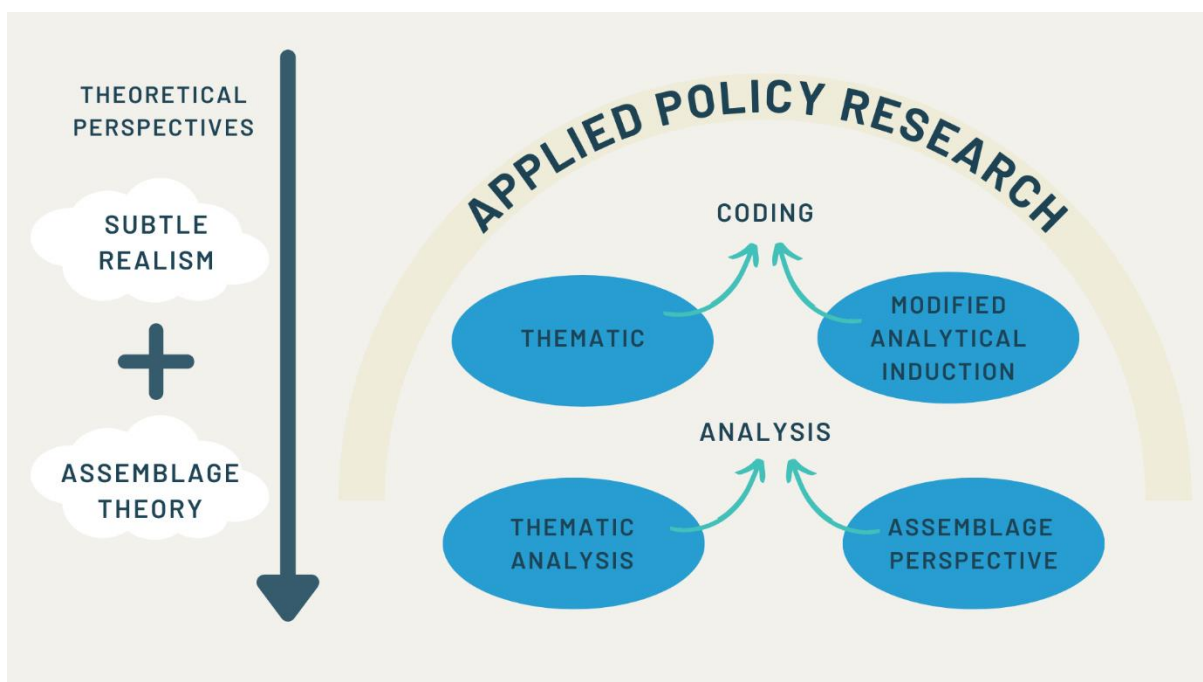 THEORETICAL
PERSPECTIVES
SUBTLE
REALISM
ASSEMBLAGE
THEORY
APPLIED POLICY RESEARCH
CODING
THEMATIC
MODIFIED
ANALYTICAL
INDUCTION
ANALYSIS
THEMATIC
ANALYSIS
ASSEMBLAGE
PERSPECTIVE